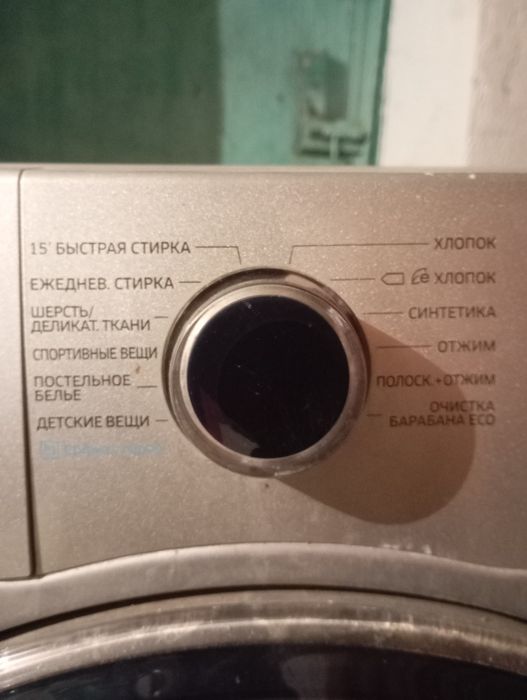 15' БЫСТРАЯ СТИРКА
ЕЖЕДНЕВ. СТИРКА
ШЕРСТЬ/
ДЕЛИКАТ. ТКАНИ
СПОРТИВНЫЕ ВЕЩИ
ПОСТЕЛЬНОЕ
БЕЛЬЕ
ДЕТСКИЕ ВЕЩИ
ХЛОПОК
e ХЛОПОК
СИНТЕТИКА
ОТЖИМ
ПОЛОСК.+ОТЖИМ
ОЧИСТКА
БАРАБАНА ECO